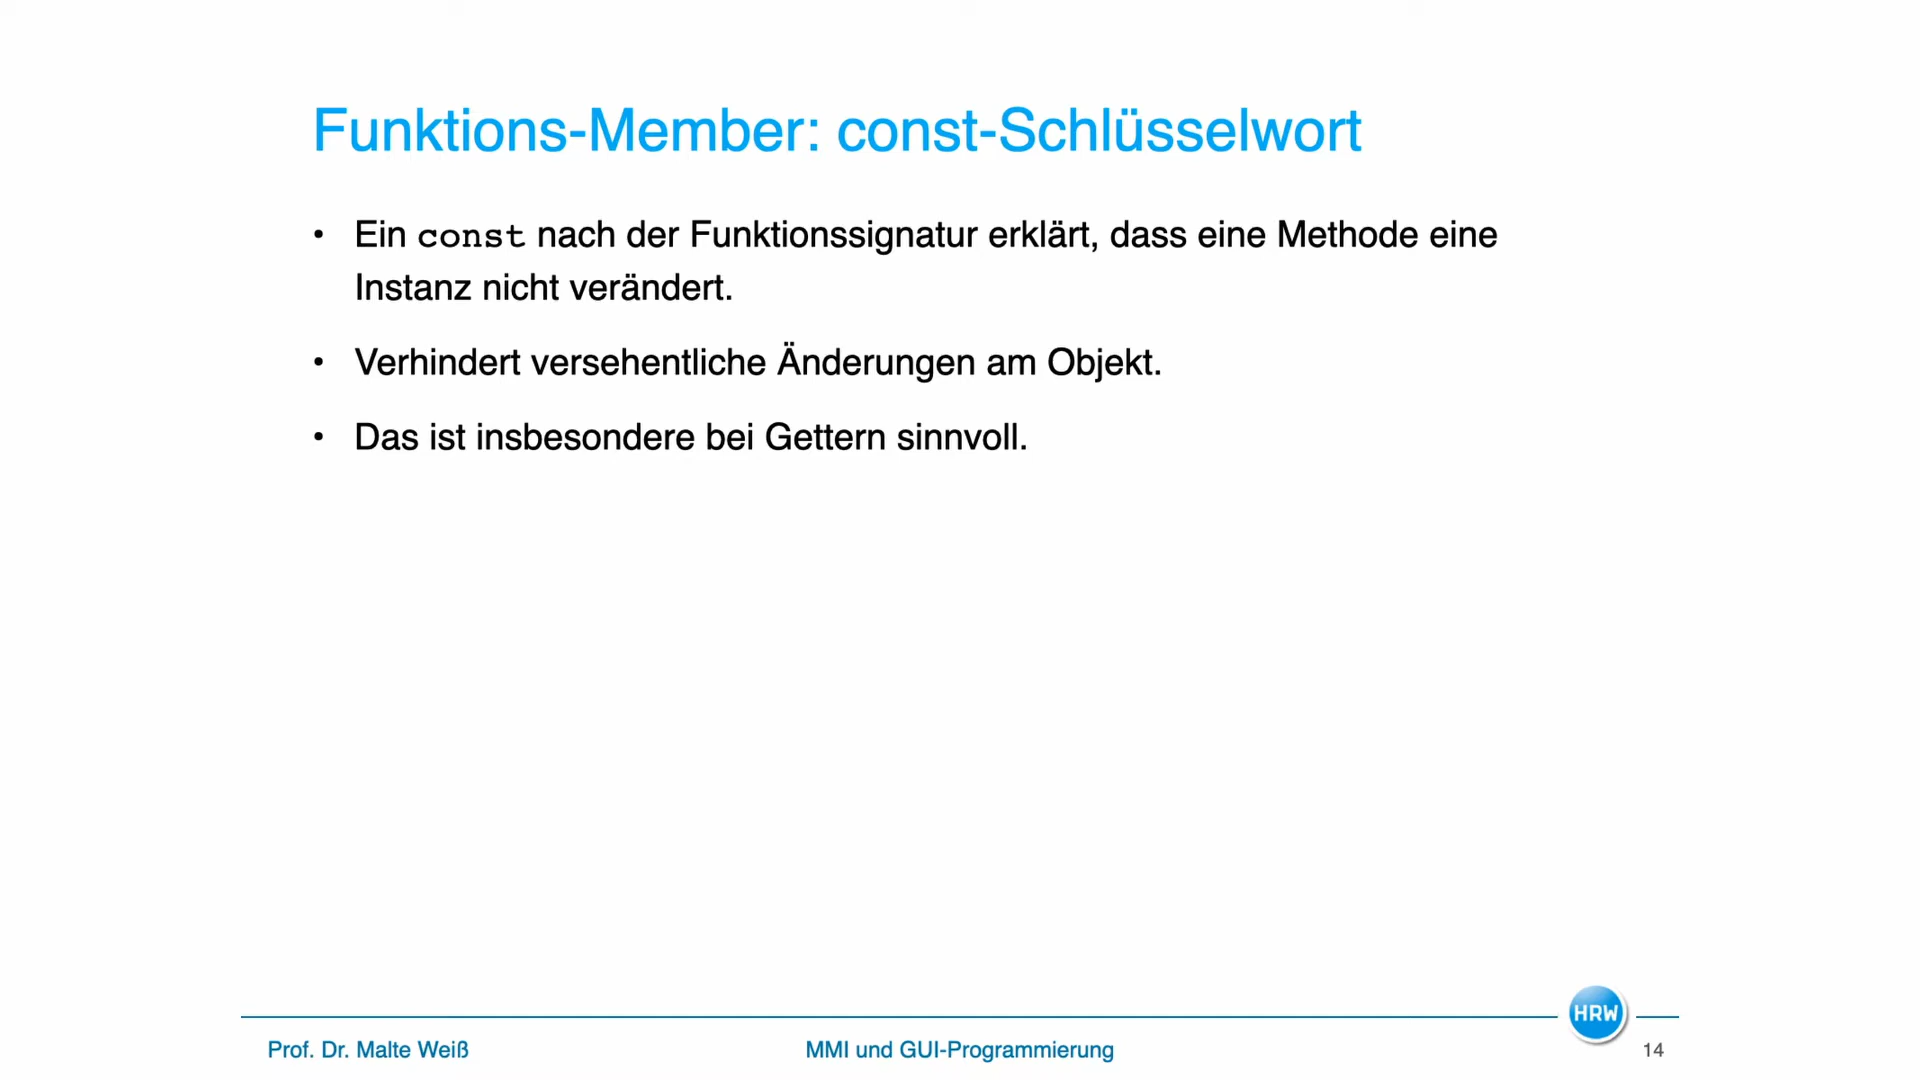 Funktions-Member: const-Schlüsselwort
• Ein const nach der Funktionssignatur erklärt, dass eine Methode eine
Instanz nicht verändert.
• Verhindert versehentliche Änderungen am Objekt.
• Das ist insbesondere bei Gettern sinnvoll.
HRW
Prof. Dr. Malte Weiß
MMI und GUI-Programmierung
14